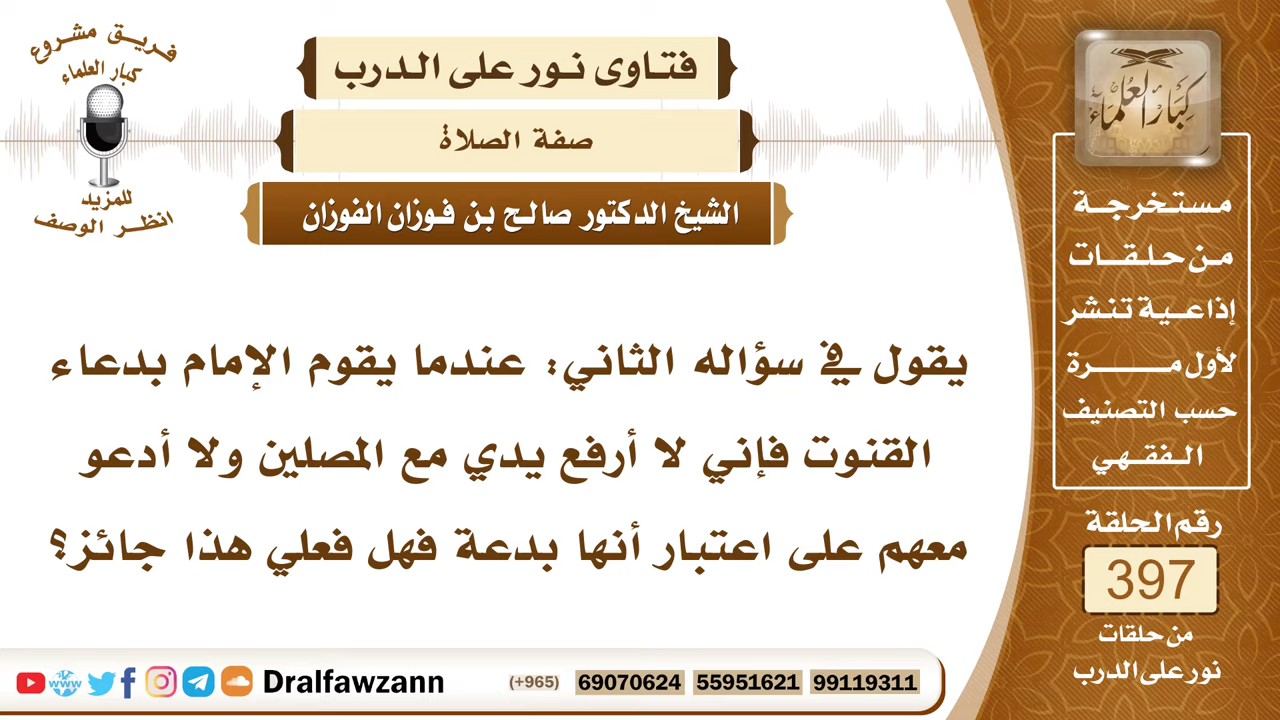 فريق مشروع
كبار العلماء
للمزيد
انظر الوصف
فتاوى نور على الدرب
صفة الصلاة
الشيخ الدكتور صالح بن فوزان الفوزان
يقول في سؤاله الثاني: عندما يقوم الإمام بدعاء
القنوت فإني لا أرفع يدي مع المصلين ولا أدعو
معهم على اعتبار أنها بدعة فهل فعلي هذا جائز؟
كبار العلماء
مستخرجة
من حلقات
إذاعية تنشر
لأول مرة
حسب التصنيف
الفقهي
رقم الحلقة
397
من حلقات
نور على الدرب
www Dralfawzann (+965) 69070624 55951621 99119311